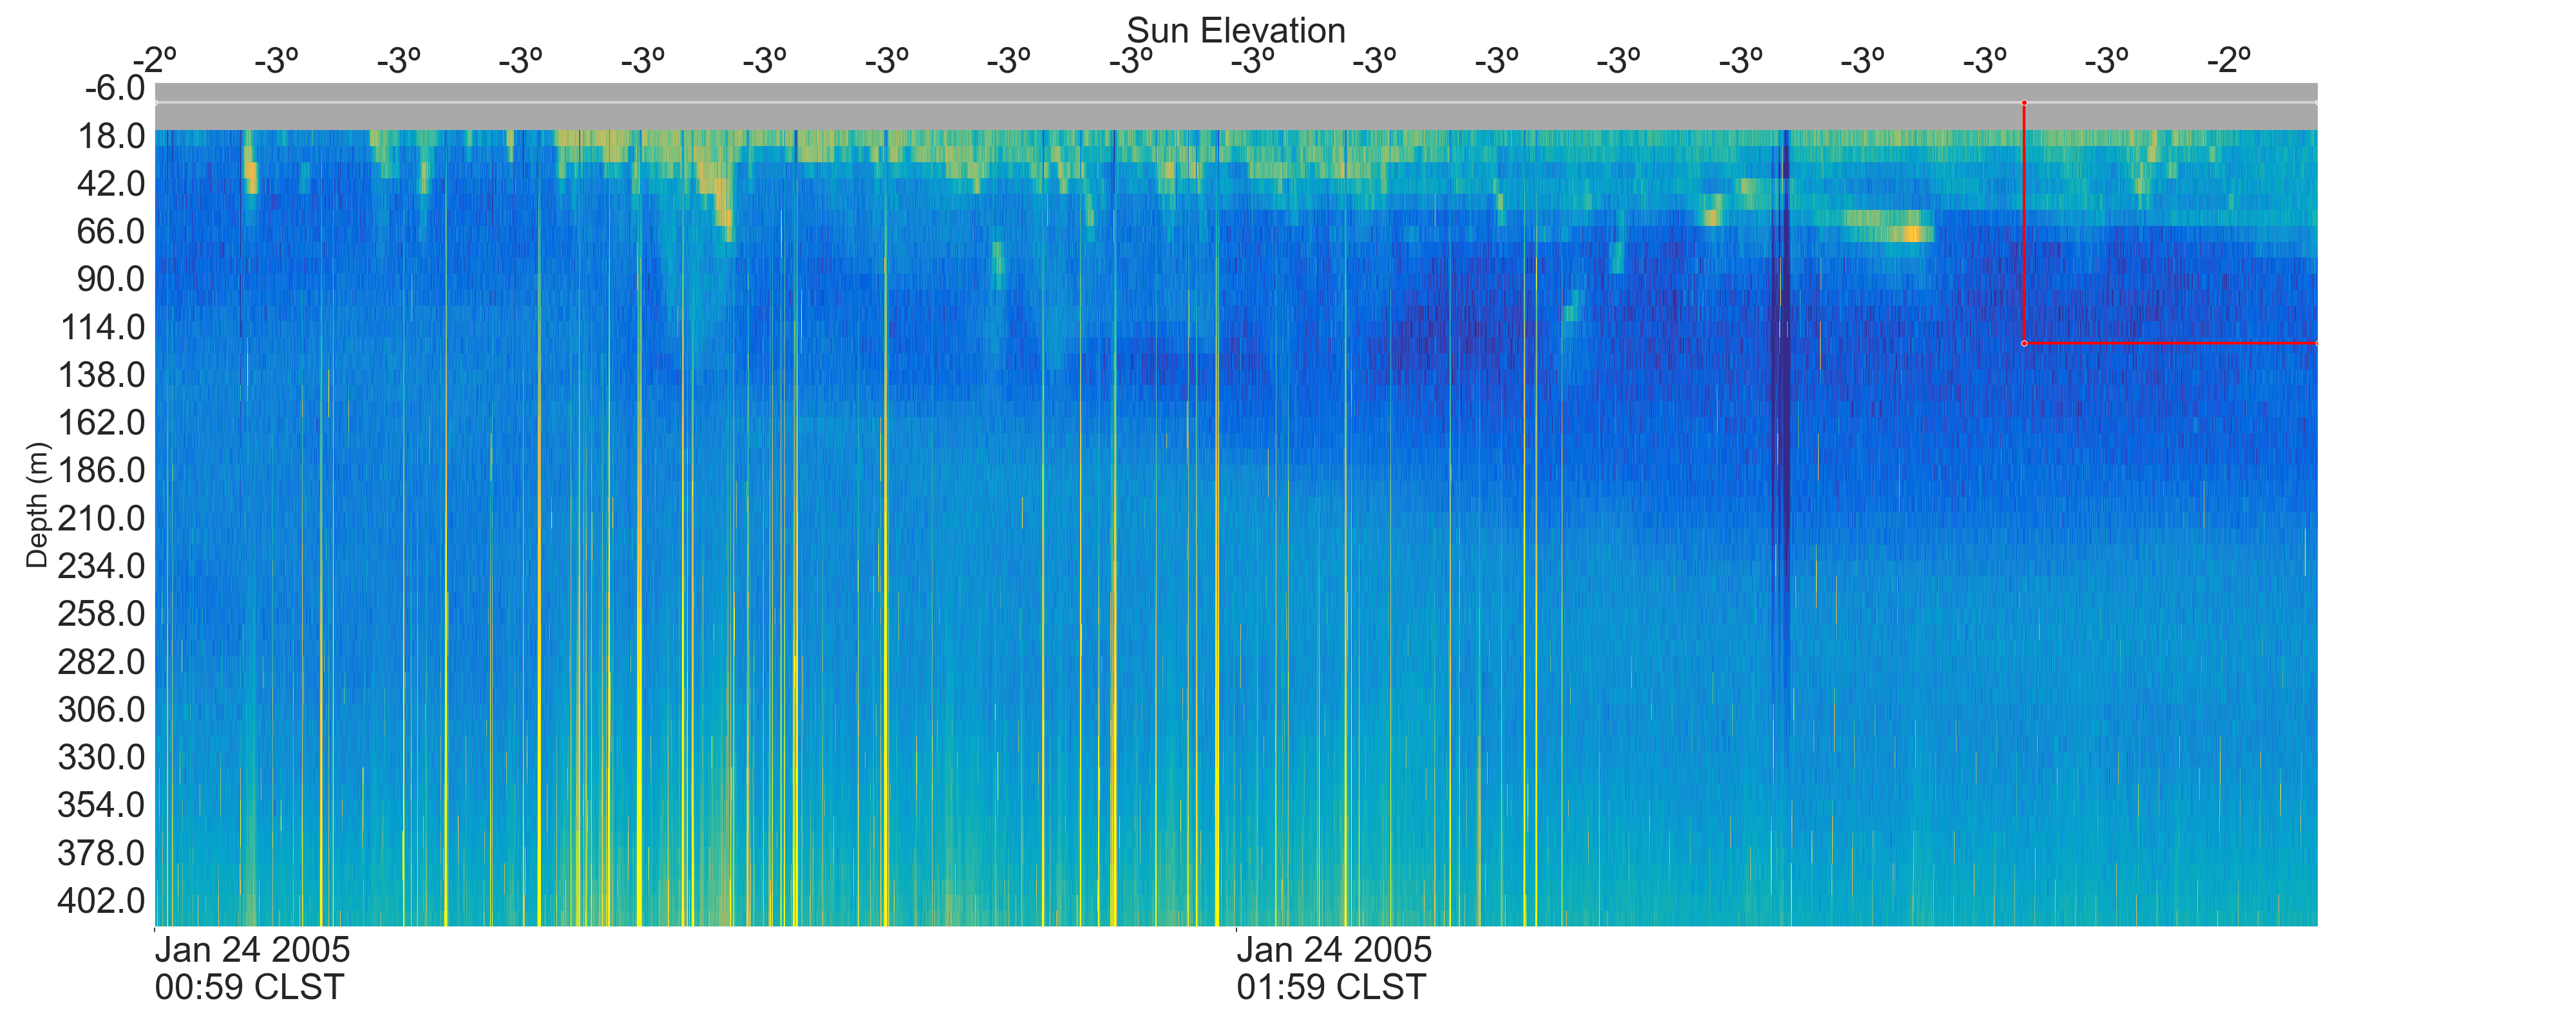 Sun Elevation
-2º -3º -3º -3º -3º -3º -3º -3º -3º -3º -3º -3º -3º -3º -3º -3º -3º -2º
-6.0
18.0
42.0
66.0
90.0
114.0
138.0
162.0
186.0
210.0
234.0
258.0
282.0
306.0
330.0
354.0
378.0
402.0
Depth (m)
Jan 24 2005
00:59 CLST
Jan 24 2005
01:59 CLST